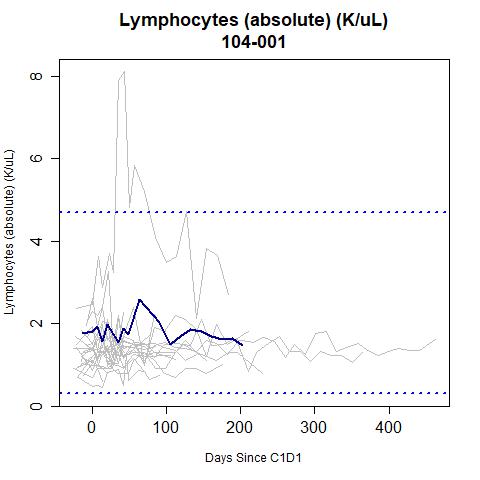 Lymphocytes (absolute) (K/uL)
104-001
Lymphocytes (absolute) (K/uL)
8
6
4
2
0
0 100 200 300 400
Days Since C1D1